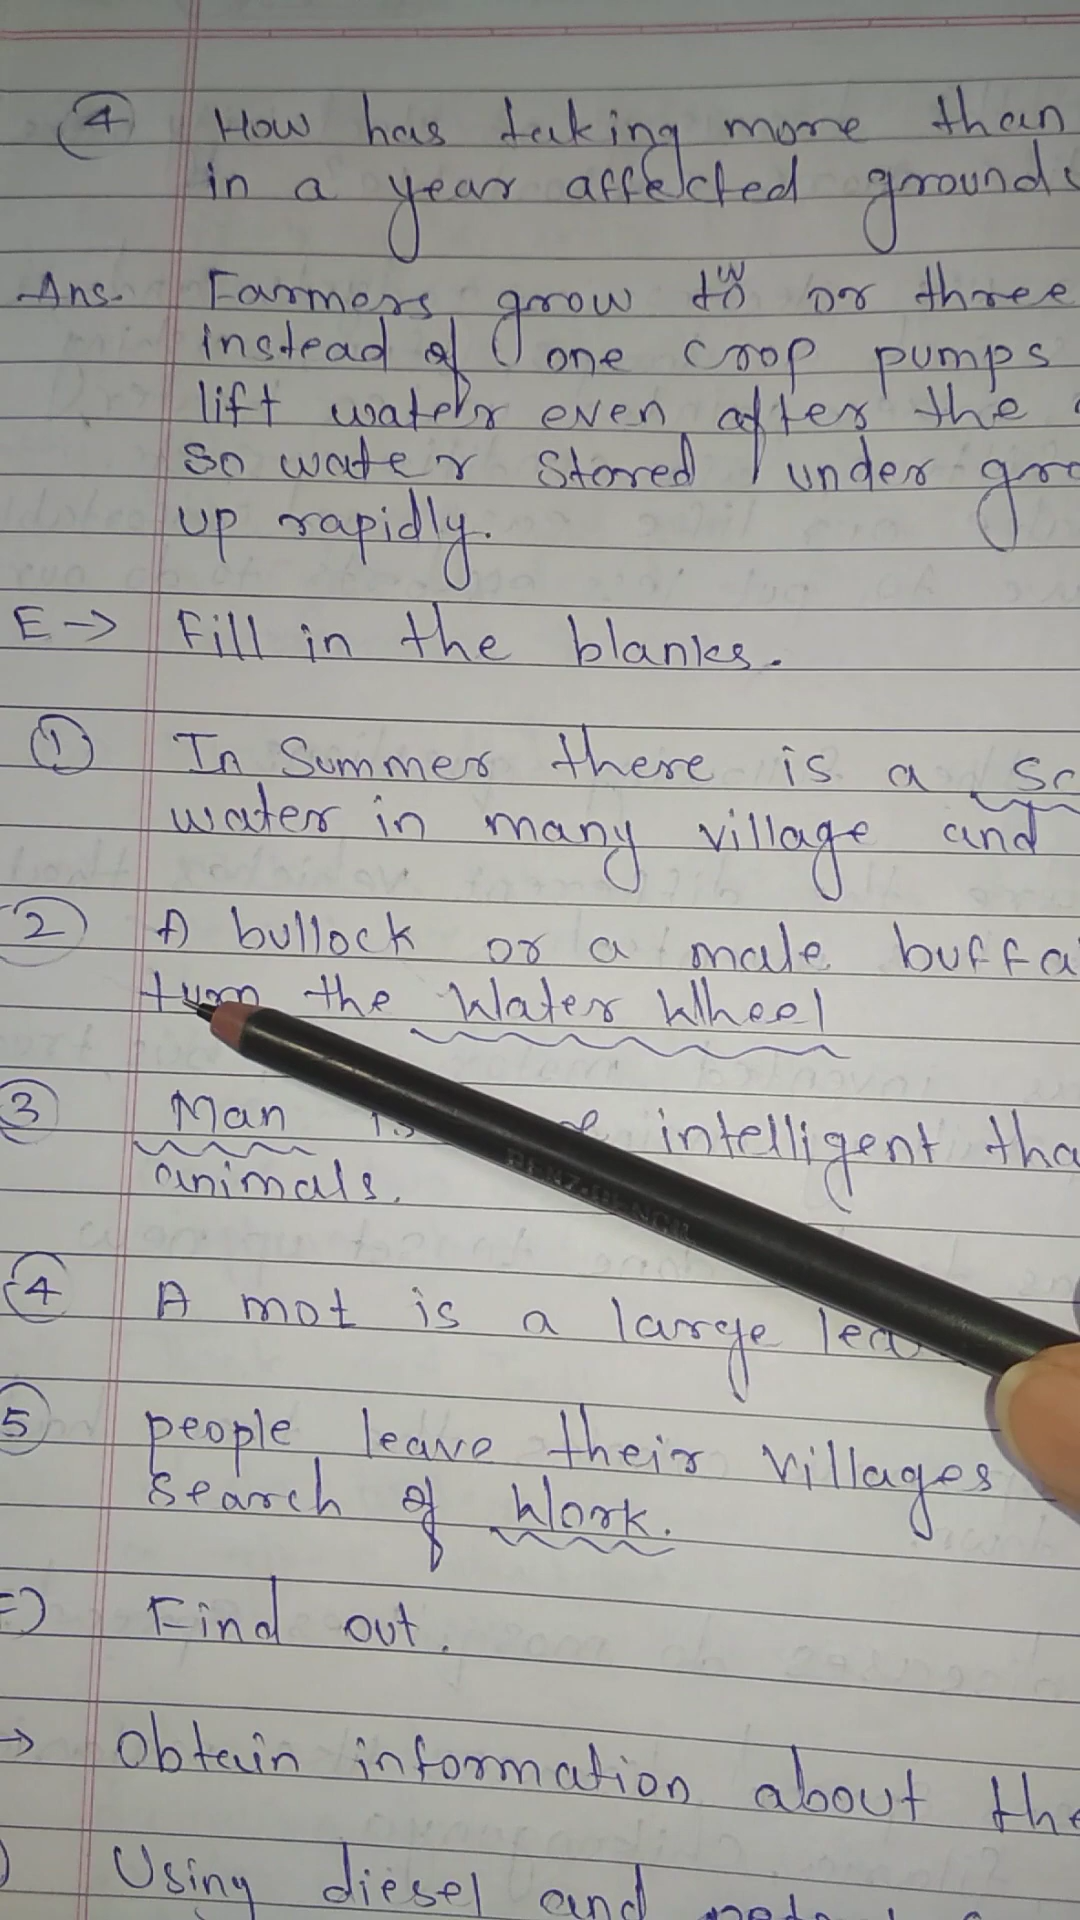 ④ How has taking more than
in a year affected
Ans. Farmers grow two or three
instead of one crop pumps
lift water even after the
So water stored under
up rapidly.
E → Fill in the blanks.
① In Summer there is a
water in many village and
② A bullock or a male
turn the Water Wheel
③ Man is intelligent
animals.
④ A mot is a large
⑤ people leave their villages
Search of Work.
Find out.
→ Obtain information about
Using diesel and